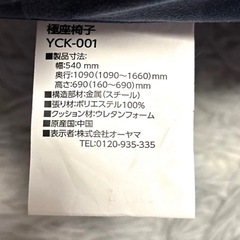 極座椅子
YCK-001
■製品寸法:
幅:540 mm
奥行:1090(1090～1660)mm
高さ:690(160～690)mm
■構造部材:金属(スチール)
■張り材:ポリエステル100%
■クッション材:ウレタンフォーム
■原産国:中国
■表示者:株式会社オーヤマ
TEL:0120-935-335